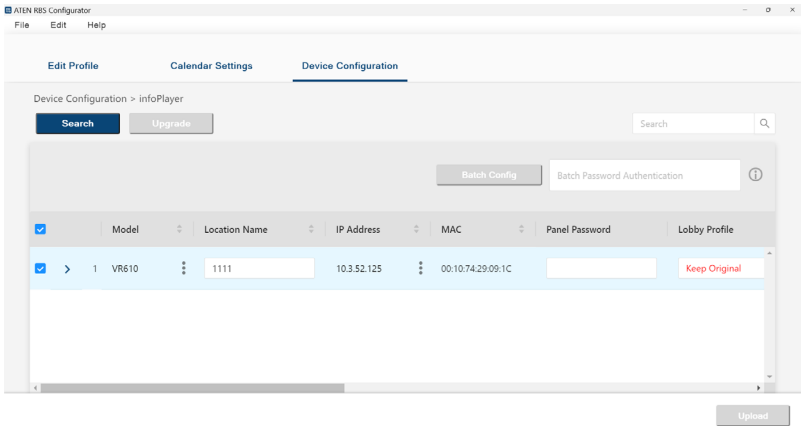 ATEN RBS Configurator
File Edit Help
Edit Profile Calendar Settings Device Configuration
Device Configuration > infoPlayer
Search Upgrade Search
Batch Config Batch Password Authentication
Model Location Name IP Address MAC Panel Password Lobby Profile
1 VR610 1111 10.3.52.125 00:10:74:29:09:1C Keep Original
Upload